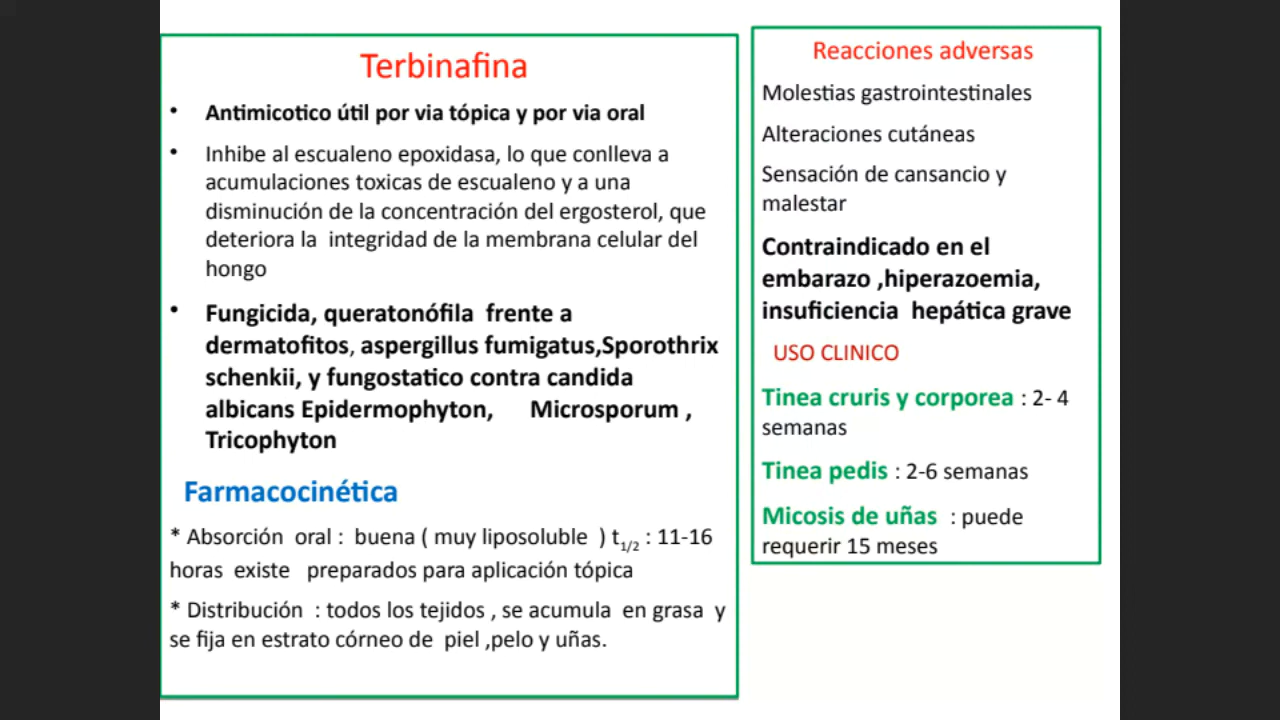 Terbinafina
• Antimicotico útil por via tópica y por via oral
• Inhibe al escualeno epoxidasa, lo que conlleva a
acumulaciones toxicas de escualeno y a una
disminución de la concentración del ergosterol, que
deteriora la integridad de la membrana celular del
hongo
• Fungicida, queratonófila frente a
dermatofitos, aspergillus fumigatus,Sporothrix
schenkii, y fungostatico contra candida
albicans Epidermophyton, Microsporum ,
Tricophyton
Farmacocinética
* Absorción oral : buena ( muy liposoluble ) t1/2 : 11-16
horas existe preparados para aplicación tópica
* Distribución : todos los tejidos , se acumula en grasa y
se fija en estrato córneo de piel ,pelo y uñas.
Reacciones adversas
Molestias gastrointestinales
Alteraciones cutáneas
Sensación de cansancio y
malestar
Contraindicado en el
embarazo ,hiperazoemia,
insuficiencia hepática grave
USO CLINICO
Tinea cruris y corporea : 2- 4
semanas
Tinea pedis : 2-6 semanas
Micosis de uñas : puede
requerir 15 meses